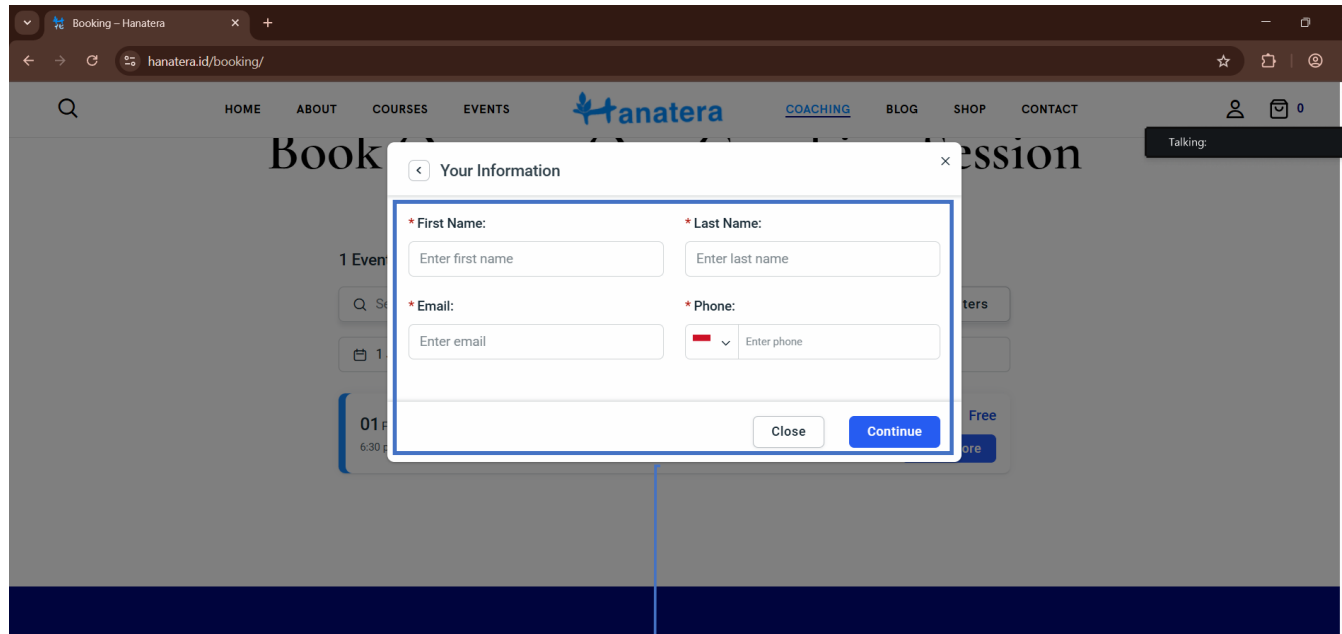 Booking – Hanatera
hanatera.id/booking/
HOME ABOUT COURSES EVENTS Hanatera COACHING BLOG SHOP CONTACT 0
Talking:
Book ession
Your Information
* First Name: * Last Name:
Enter first name Enter last name
1 Even
* Email: * Phone:
ters
Enter email Enter phone
1
01
6:30 p
Free
Close Continue
ore